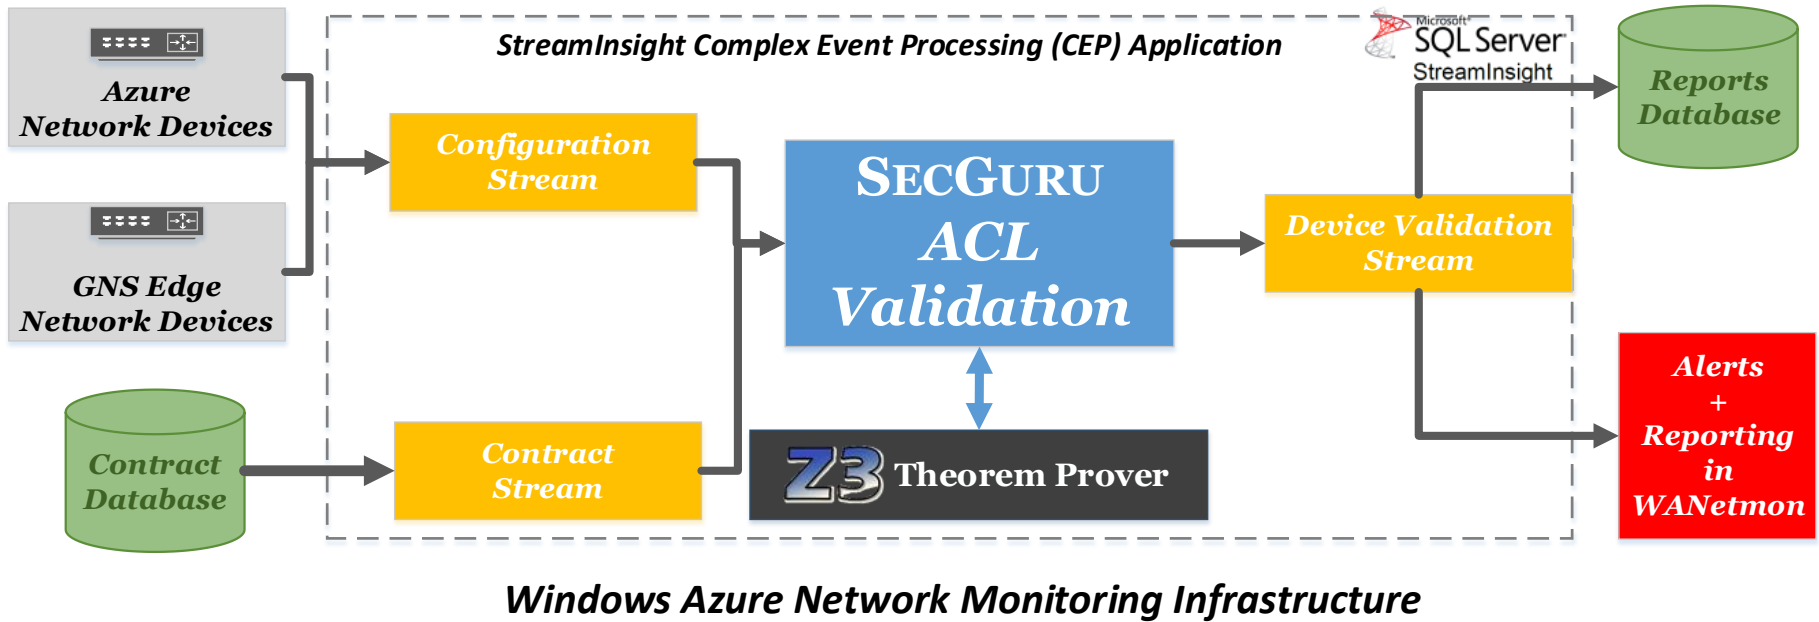 StreamInsight Complex Event Processing (CEP) Application
Microsoft®
SQL Server
StreamInsight
Azure
Network Devices
GNS Edge
Network Devices
Contract
Database
Configuration
Stream
Contract
Stream
SECGURU
ACL
Validation
Z3 Theorem Prover
Device Validation
Stream
Reports
Database
Alerts
+
Reporting
in
WANetmon
Windows Azure Network Monitoring Infrastructure